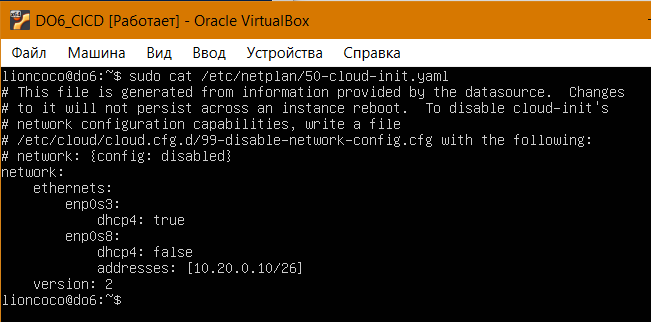 DO6_CICD [Работает] - Oracle VirtualBox
Файл Машина Вид Ввод Устройства Справка
lioncoco@do6:~$ sudo cat /etc/netplan/50-cloud-init.yaml
# This file is generated from information provided by the datasource.  Changes
# to it will not persist across an instance reboot.  To disable cloud-init's
# network configuration capabilities, write a file
# /etc/cloud/cloud.cfg.d/99-disable-network-config.cfg with the following:
# network: {config: disabled}
network:
    ethernets:
        enp0s3:
            dhcp4: true
        enp0s8:
            dhcp4: false
            addresses: [10.20.0.10/26]
    version: 2
lioncoco@do6:~$